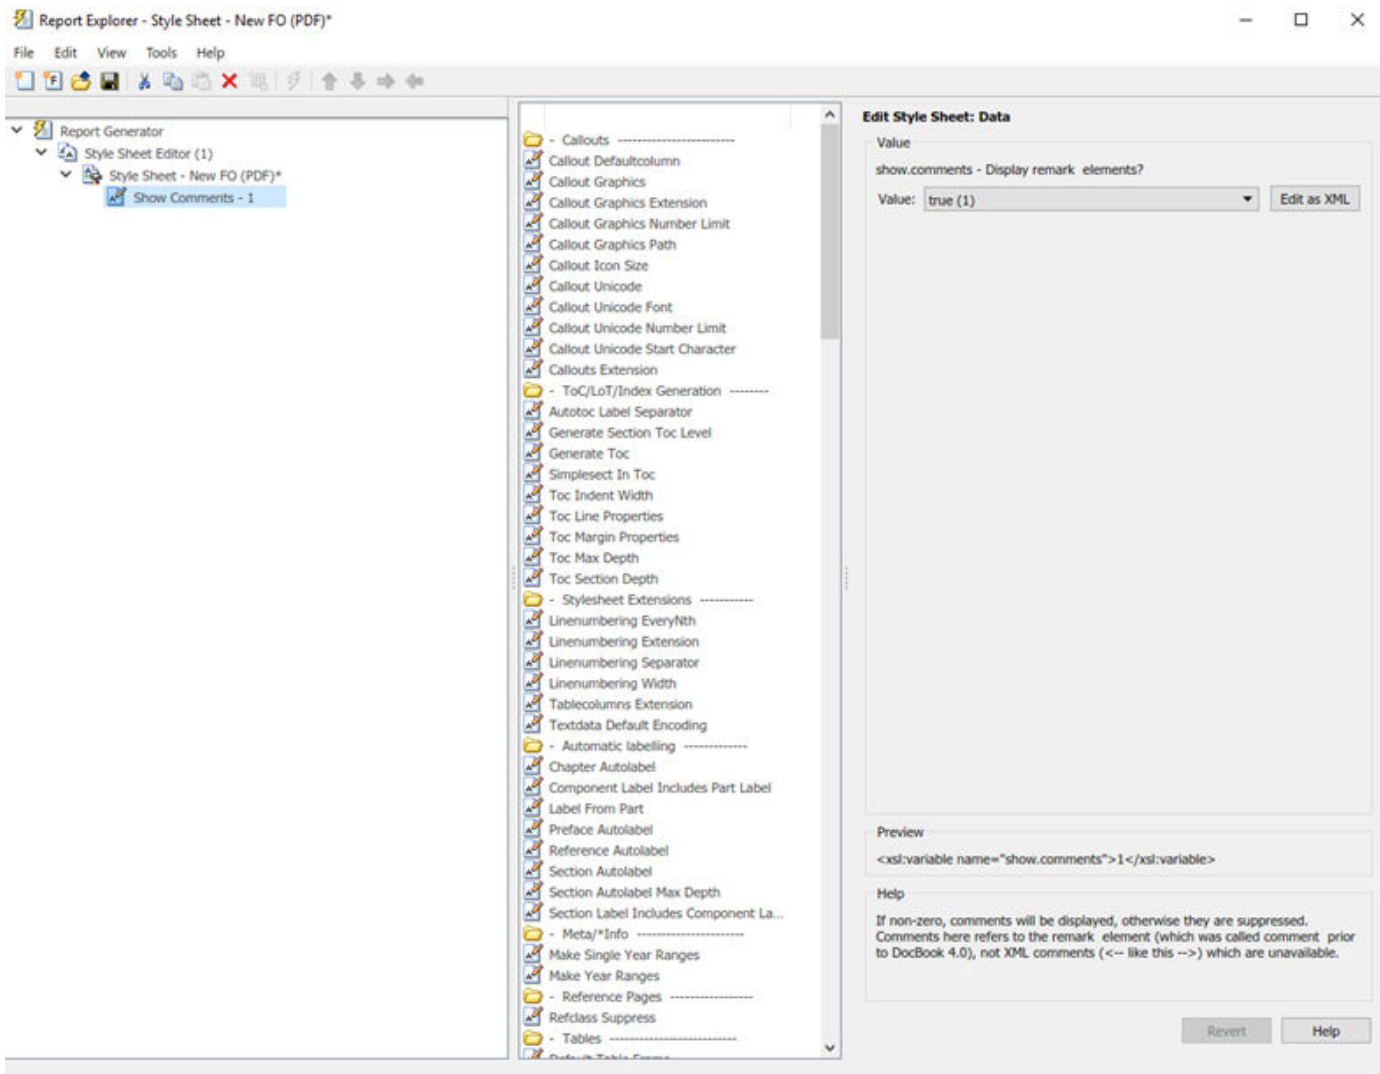 Report Explorer - Style Sheet - New FO (PDF)*
File Edit View Tools Help
Report Generator
Style Sheet Editor (1)
Style Sheet - New FO (PDF)*
Show Comments - 1
- Callouts ------------------------
Callout Defaultcolumn
Callout Graphics
Callout Graphics Extension
Callout Graphics Number Limit
Callout Graphics Path
Callout Icon Size
Callout Unicode
Callout Unicode Font
Callout Unicode Number Limit
Callout Unicode Start Character
Callouts Extension
- ToC/LoT/Index Generation --------
Autotoc Label Separator
Generate Section Toc Level
Generate Toc
Simplesect In Toc
Toc Indent Width
Toc Line Properties
Toc Margin Properties
Toc Max Depth
Toc Section Depth
- Stylesheet Extensions -----------
Linenumbering EveryNth
Linenumbering Extension
Linenumbering Separator
Linenumbering Width
Tablecolumns Extension
Textdata Default Encoding
- Automatic labelling -------------
Chapter Autolabel
Component Label Includes Part Label
Label From Part
Preface Autolabel
Reference Autolabel
Section Autolabel
Section Autolabel Max Depth
Section Label Includes Component La...
- Meta/*Info ----------------------
Make Single Year Ranges
Make Year Ranges
- Reference Pages -----------------
Refclass Suppress
- Tables --------------------------
Default Table Frame
Edit Style Sheet: Data
Value
show.comments - Display remark elements?
Value: true (1) Edit as XML
Preview
<xsl:variable name="show.comments">1</xsl:variable>
Help
If non-zero, comments will be displayed, otherwise they are suppressed.
Comments here refers to the remark element (which was called comment prior
to DocBook 4.0), not XML comments (<-- like this -->) which are unavailable.
Revert Help